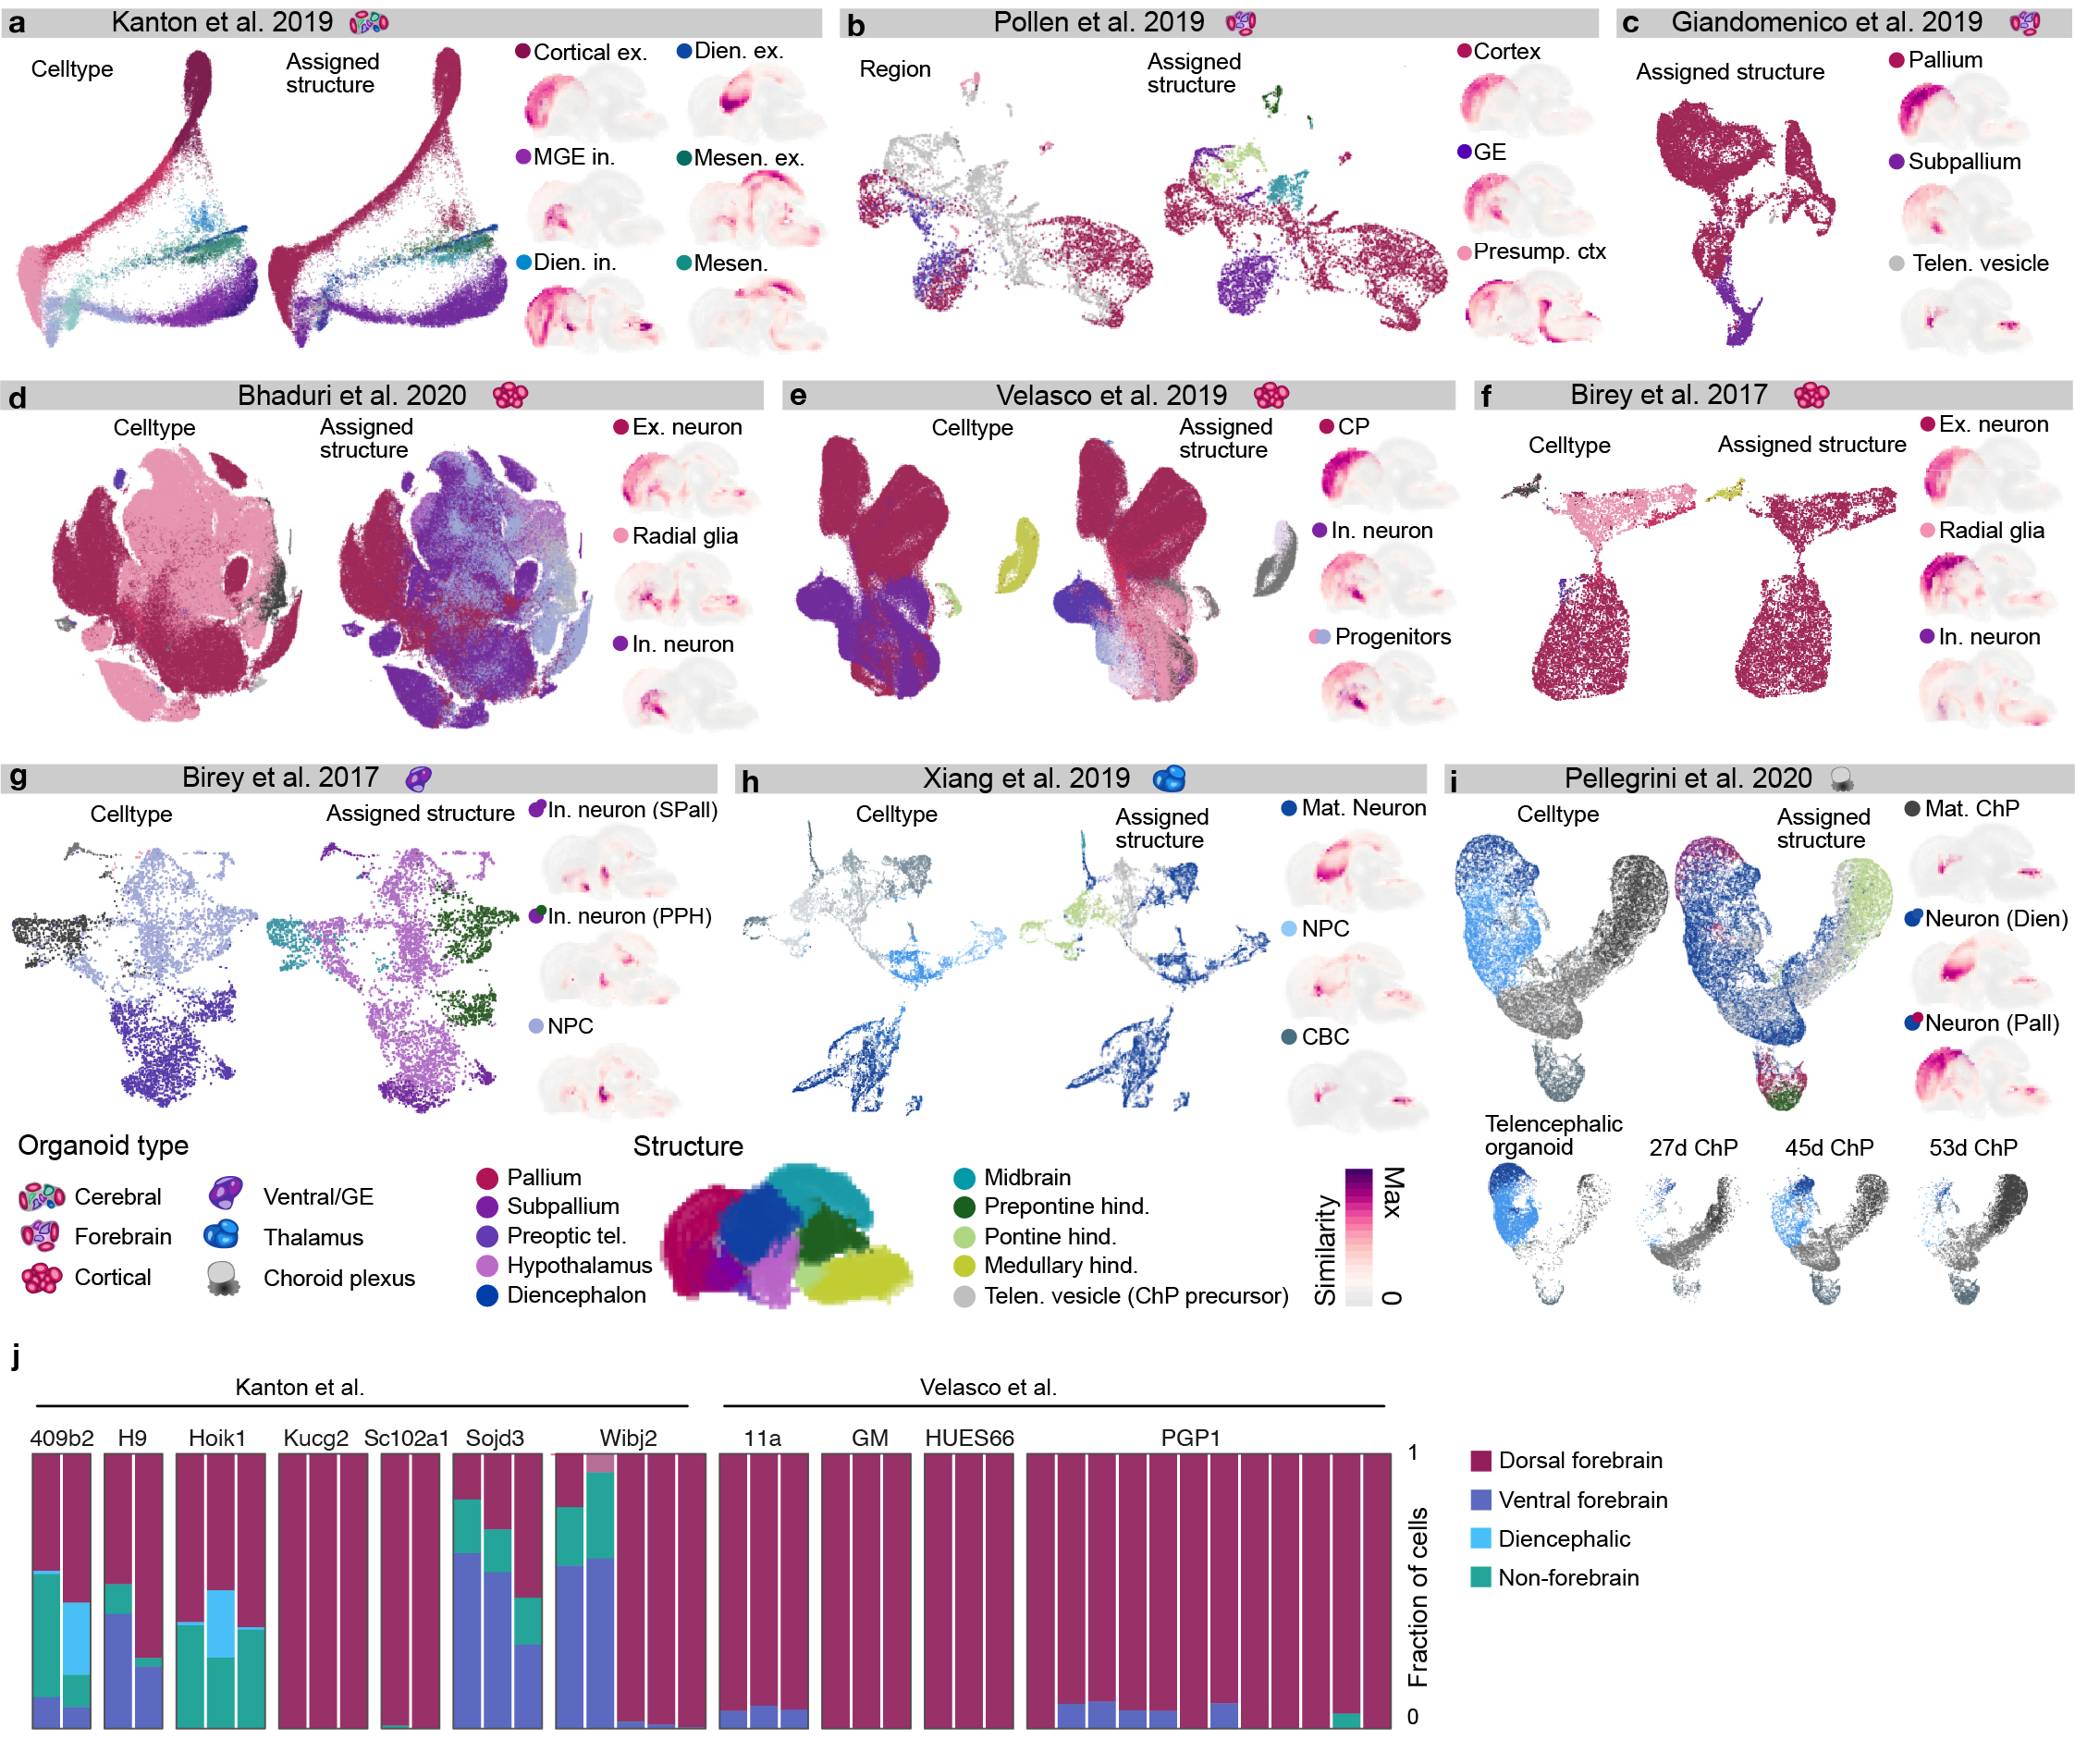 a Kanton et al. 2019
Celltype
Assigned
structure
Cortical ex.
Dien. ex.
MGE in.
Mesen. ex.
Dien. in.
Mesen.
b Pollen et al. 2019
Region
Assigned
structure
Cortex
GE
Presump. ctx
c Giandomenico et al. 2019
Assigned structure
Pallium
Subpallium
Telen. vesicle
d Bhaduri et al. 2020
Celltype
Assigned
structure
Ex. neuron
Radial glia
In. neuron
e Velasco et al. 2019
Celltype
Assigned
structure
CP
In. neuron
Progenitors
f Birey et al. 2017
Celltype
Assigned structure
Ex. neuron
Radial glia
In. neuron
g Birey et al. 2017
Celltype
Assigned structure
In. neuron (SPall)
In. neuron (PPH)
NPC
h Xiang et al. 2019
Celltype
Assigned
structure
Mat. Neuron
NPC
CBC
i Pellegrini et al. 2020
Celltype
Assigned
structure
Mat. ChP
Neuron (Dien)
Neuron (Pall)
Telencephalic
organoid
27d ChP
45d ChP
53d ChP
Organoid type
Cerebral
Forebrain
Cortical
Ventral/GE
Thalamus
Choroid plexus
Structure
Pallium
Subpallium
Preoptic tel.
Hypothalamus
Diencephalon
Midbrain
Prepontine hind.
Pontine hind.
Medullary hind.
Telen. vesicle (ChP precursor)
Similarity
Max
0
j
Kanton et al.
Velasco et al.
409b2 H9 Hoik1 Kucg2 Sc102a1 Sojd3 Wibj2 11a GM HUES66 PGP1
1
Fraction of cells
0
Dorsal forebrain
Ventral forebrain
Diencephalic
Non-forebrain